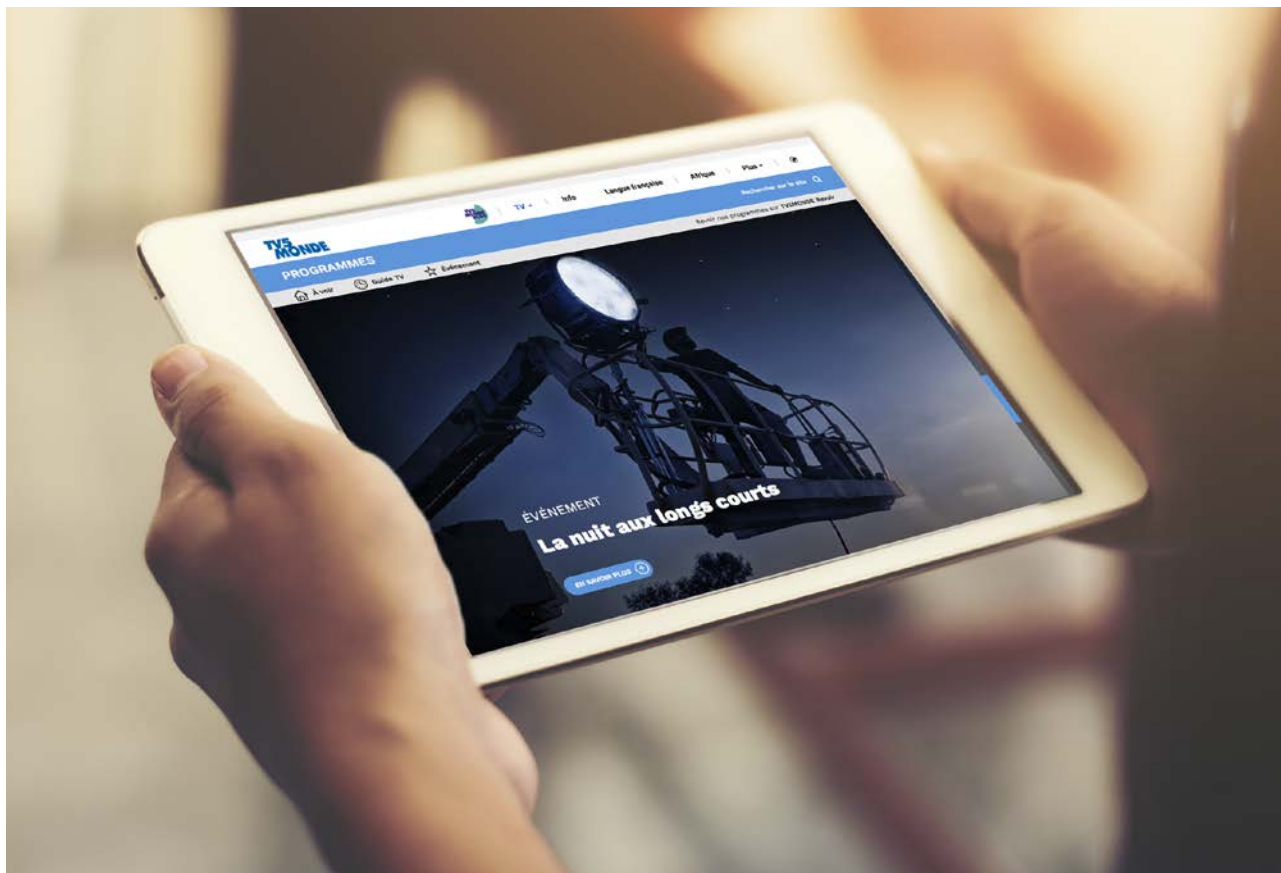 TV5
MONDE
TV
Info
Langue française
Afrique
Plus
PROGRAMMES
Rechercher sur le site
À voir
Guide TV
Événement
Revoir nos programmes sur TV5MONDE Revoir
ÉVÉNEMENT
La nuit aux longs courts
EN SAVOIR PLUS